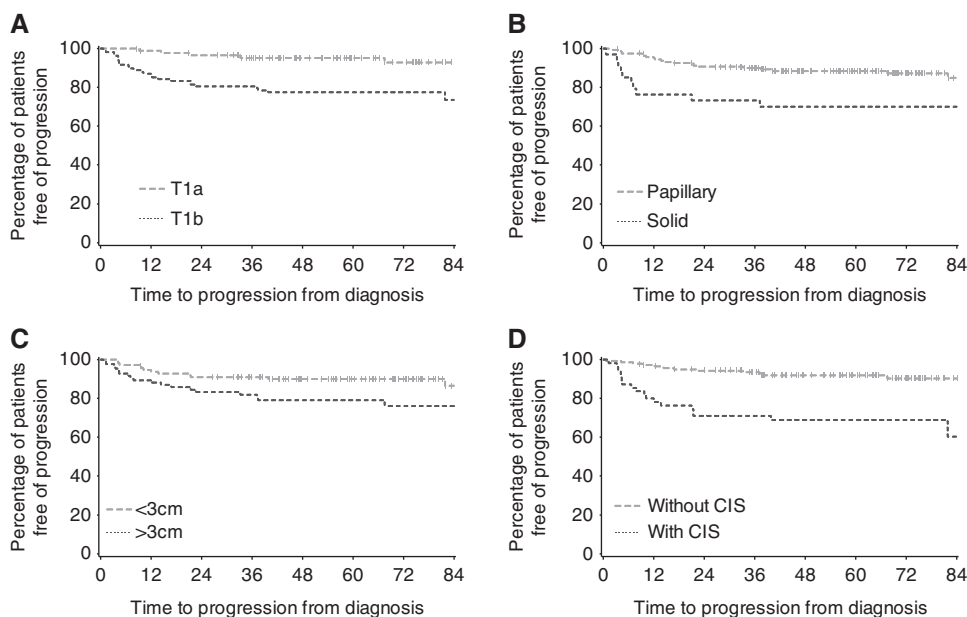 A
Percentage of patients
free of progression
100
80
60
40
20
0
T1a
T1b
0 12 24 36 48 60 72 84
Time to progression from diagnosis
B
Percentage of patients
free of progression
100
80
60
40
20
0
Papillary
Solid
0 12 24 36 48 60 72 84
Time to progression from diagnosis
C
Percentage of patients
free of progression
100
80
60
40
20
0
<3cm
>3cm
0 12 24 36 48 60 72 84
Time to progression from diagnosis
D
Percentage of patients
free of progression
100
80
60
40
20
0
Without CIS
With CIS
0 12 24 36 48 60 72 84
Time to progression from diagnosis